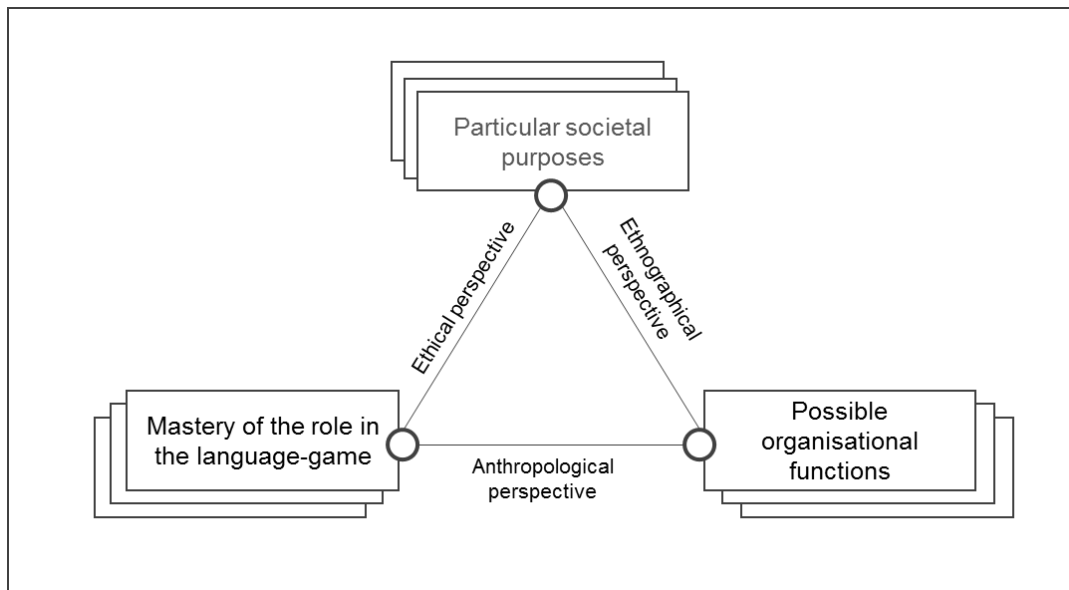 Particular societal
purposes
Ethical perspective
Ethnographical
perspective
Mastery of the role in
the language-game
Anthropological
perspective
Possible
organisational
functions